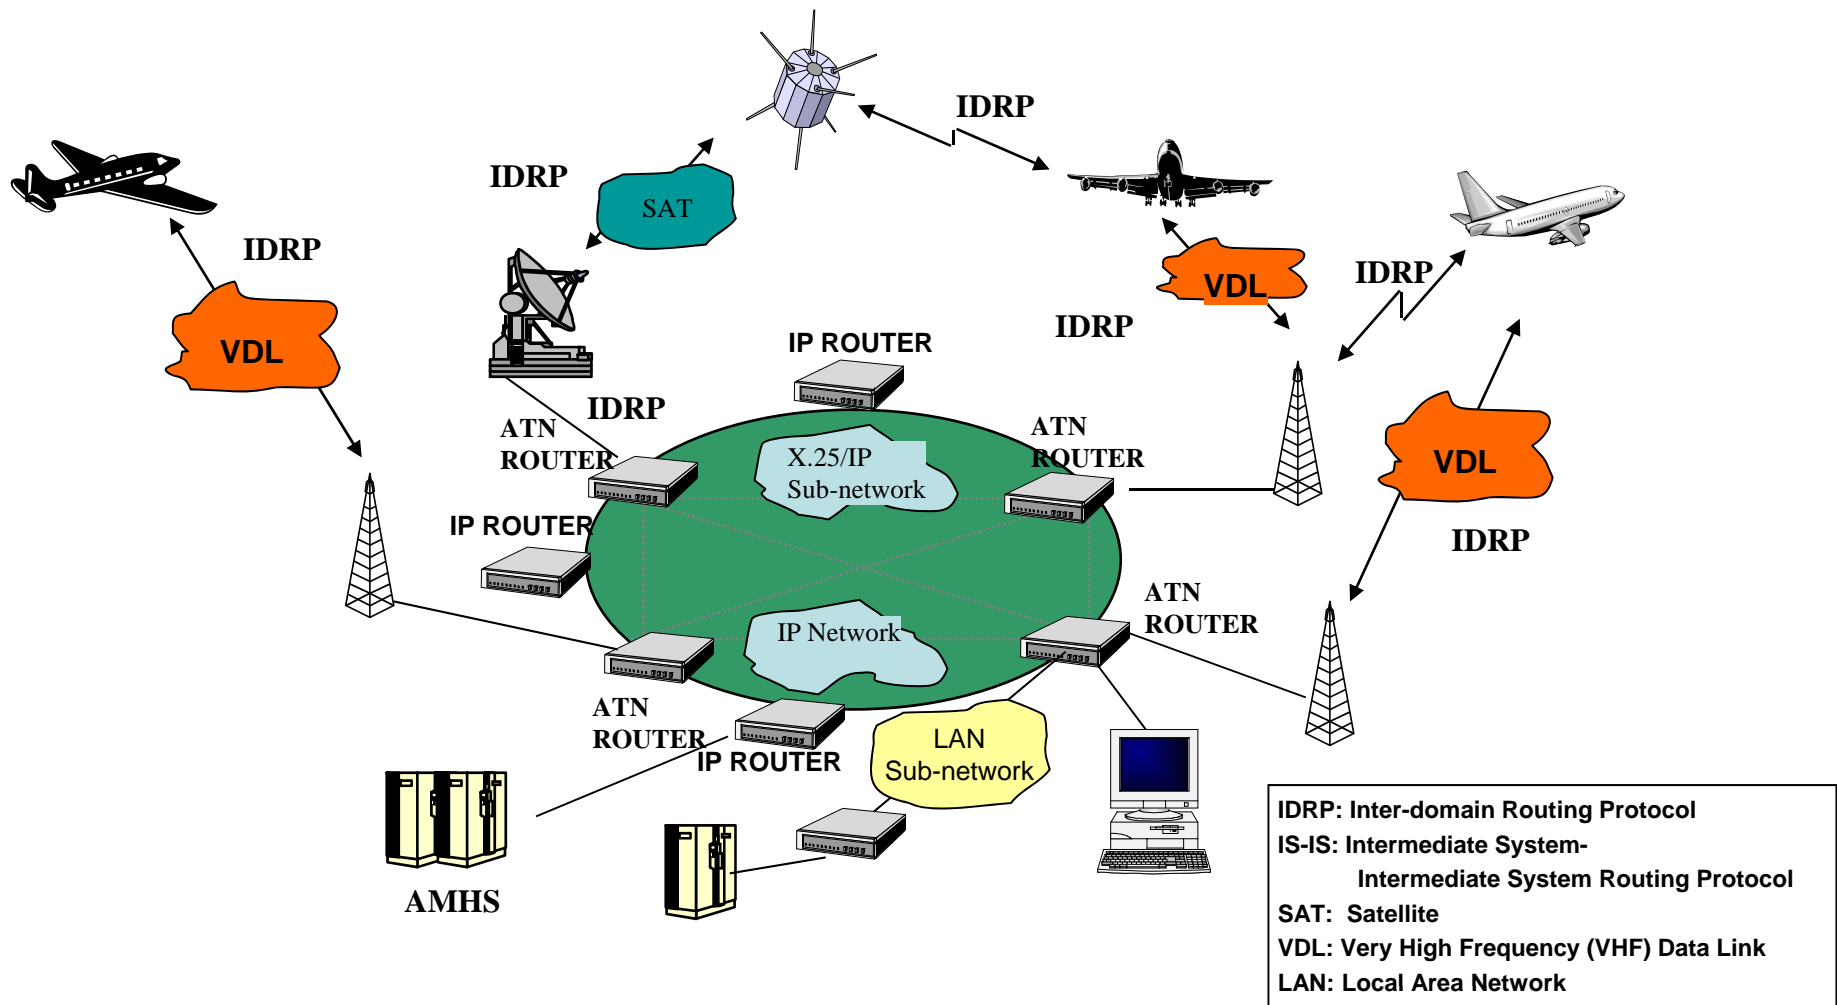 IDRP
IDRP
SAT
IDRP
VDL
IDRP
IDRP
VDL
IP ROUTER
IDRP
ATN
ROUTER
X.25/IP
Sub-network
ATN
ROUTER
VDL
IP ROUTER
IDRP
ATN
ROUTER
IP Network
ATN
ROUTER
IP ROUTER
LAN
Sub-network
AMHS
IDRP: Inter-domain Routing Protocol
IS-IS: Intermediate System-
Intermediate System Routing Protocol
SAT: Satellite
VDL: Very High Frequency (VHF) Data Link
LAN: Local Area Network